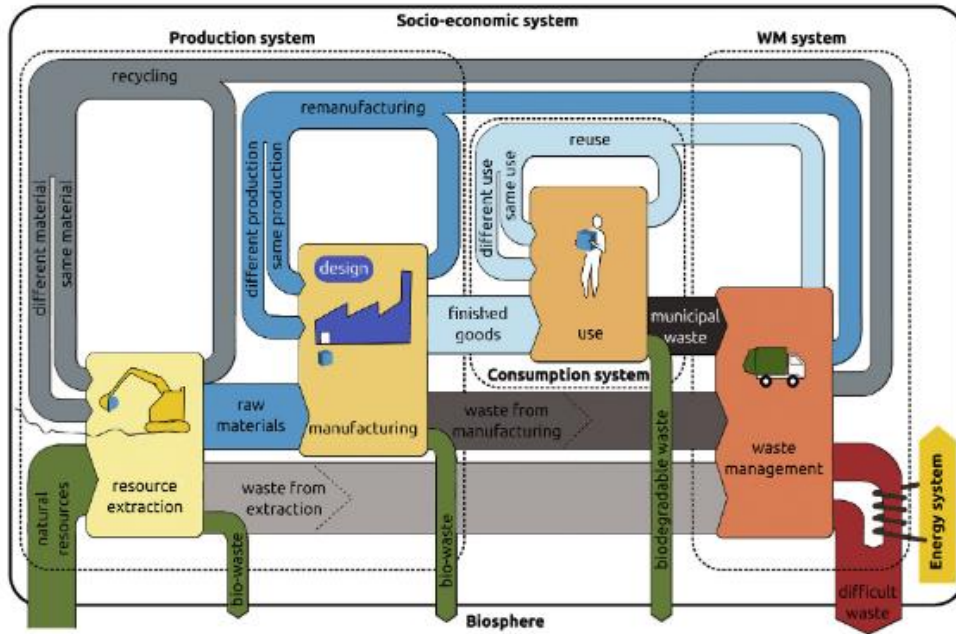 Socio-economic system
Production system
WM system
recycling
remanufacturing
reuse
different material
same material
different production
same production
different use
same use
design
finished
goods
use
municipal
waste
Consumption system
raw
materials
manufacturing
waste from
manufacturing
waste
management
resource
extraction
waste from
extraction
natural
resources
bio-waste
bio-waste
biodegradable waste
Energy system
difficult
waste
Biosphere